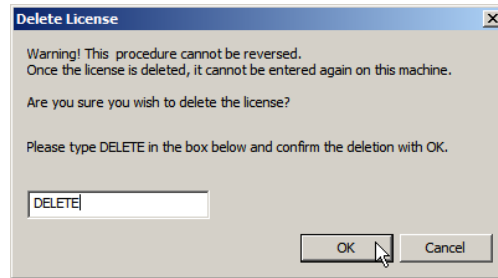 Delete License
Warning! This procedure cannot be reversed.
Once the license is deleted, it cannot be entered again on this machine.
Are you sure you wish to delete the license?
Please type DELETE in the box below and confirm the deletion with OK.
DELETE
OK
Cancel